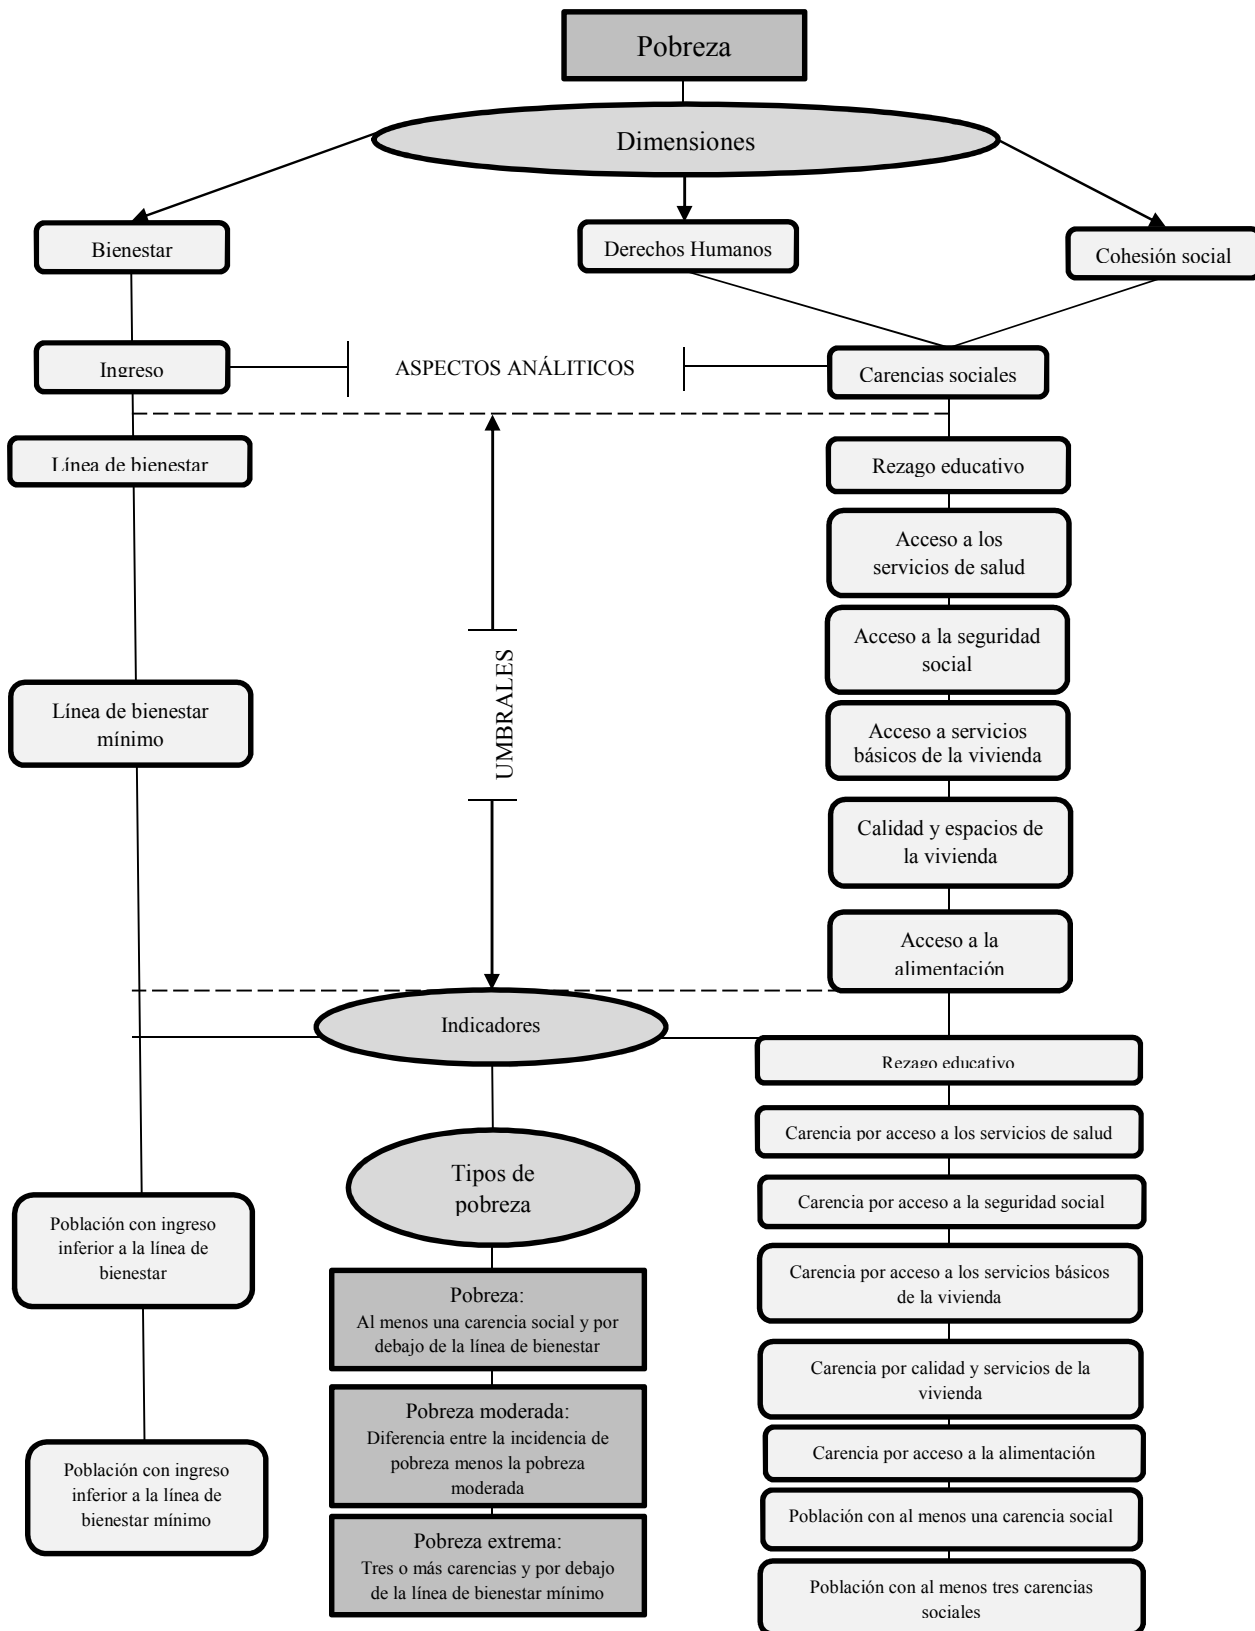 Pobreza
Dimensiones
Bienestar
Derechos Humanos
Cohesión social
Ingreso
ASPECTOS ANÁLITICOS
Carencias sociales
Línea de bienestar
Rezago educativo
Acceso a los
servicios de salud
Acceso a la seguridad
social
UMBRALES
Línea de bienestar
mínimo
Acceso a servicios
básicos de la vivienda
Calidad y espacios de
la vivienda
Acceso a la
alimentación
Indicadores
Rezago educativo
Carencia por acceso a los servicios de salud
Tipos de
pobreza
Carencia por acceso a la seguridad social
Población con ingreso
inferior a la línea de
bienestar
Carencia por acceso a los servicios básicos
de la vivienda
Pobreza:
Al menos una carencia social y por
debajo de la línea de bienestar
Carencia por calidad y servicios de la
vivienda
Pobreza moderada:
Diferencia entre la incidencia de
pobreza menos la pobreza
moderada
Carencia por acceso a la alimentación
Población con ingreso
inferior a la línea de
bienestar mínimo
Población con al menos una carencia social
Pobreza extrema:
Tres o más carencias y por debajo
de la línea de bienestar mínimo
Población con al menos tres carencias
sociales